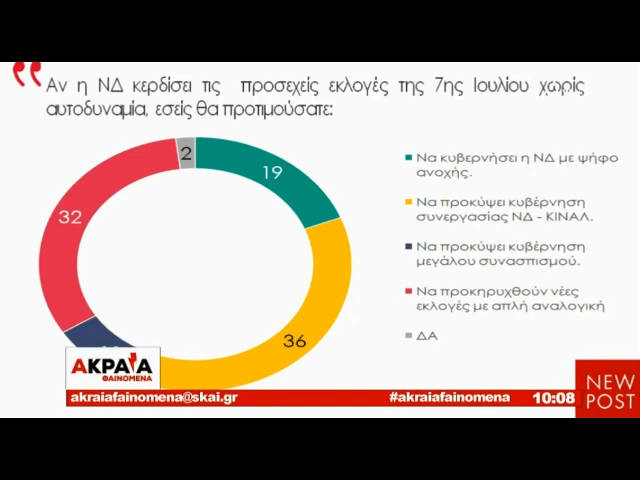 Αν η ΝΔ κερδίσει τις προσεχείς εκλογές της 7ης Ιουλίου χωρίς
αυτοδυναμία, εσείς θα προτιμούσατε:
2
19
32
36
Να κυβερνήσει η ΝΔ με ψήφο
ανοχής.
Να προκύψει κυβέρνηση
συνεργασίας ΝΔ - ΚΙΝΑΛ.
Να προκύψει κυβέρνηση
μεγάλου συνασπισμού.
Να προκηρυχθούν νέες
εκλογές με απλή αναλογική
ΔΑ
ΑΚΡΑΙΑ
ΦΑΙΝΟΜΕΝΑ
akraiafainomena@skai.gr
#akraiafainomena
10:08
NEW
POST